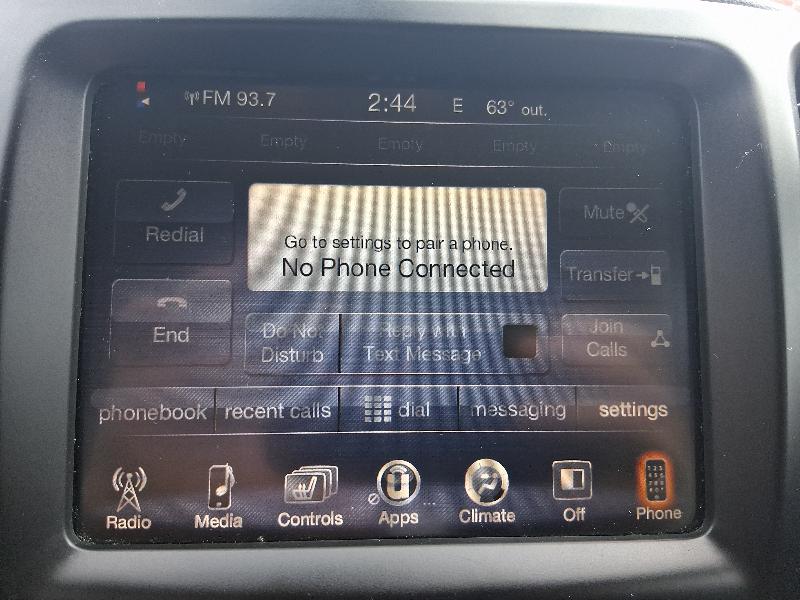 FM 93.7 2:44 E 63° out.
Empty Empty Empty Empty Empty
Redial
Go to settings to pair a phone.
No Phone Connected
Mute
Transfer
End
Do Not
Disturb
Reply with
Text Message
Join
Calls
phonebook recent calls dial messaging settings
Radio Media Controls Apps Climate Off Phone